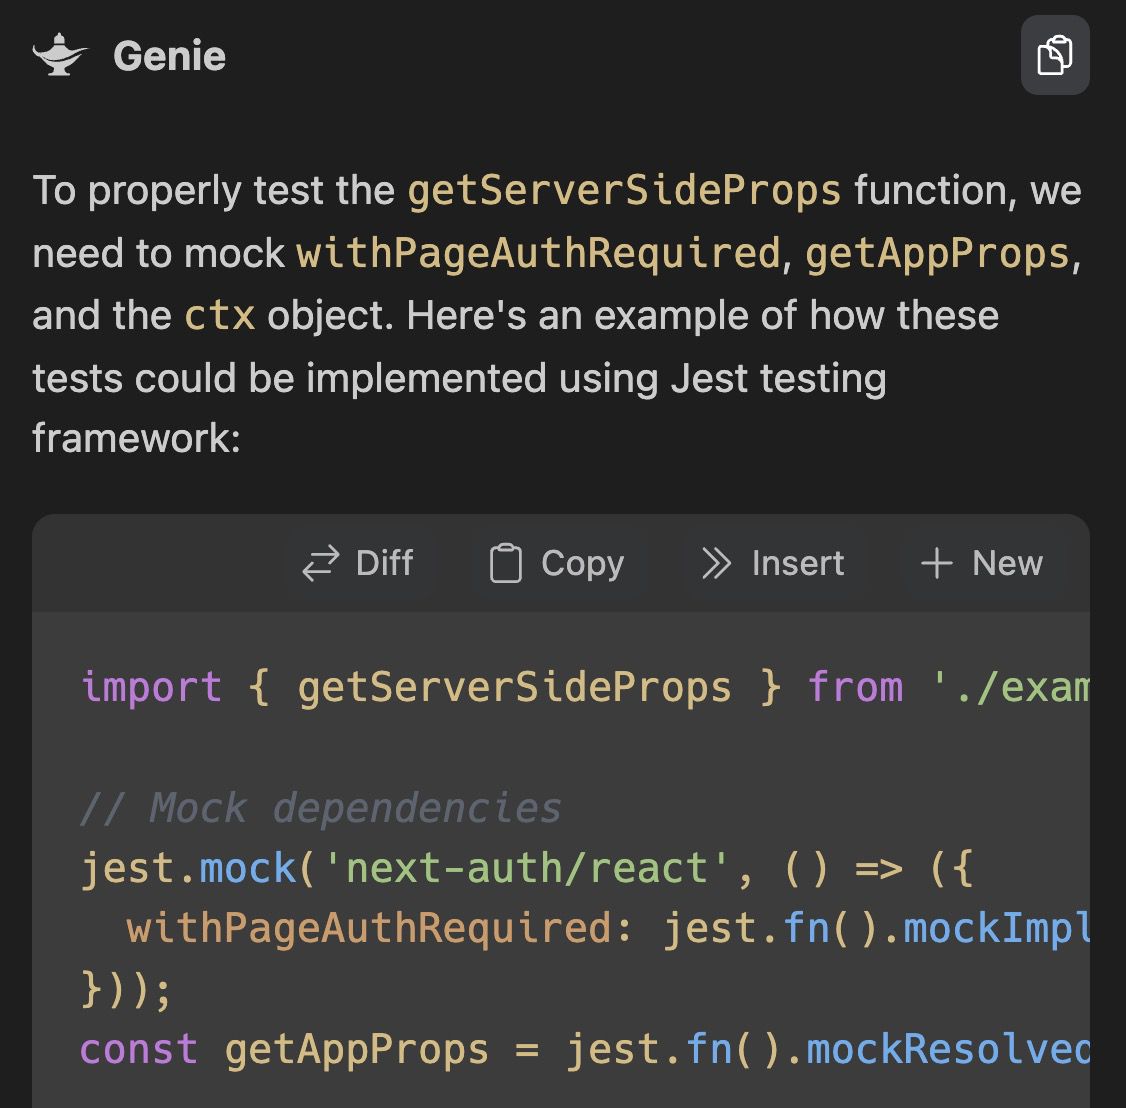 Genie
To properly test the getServerSideProps function, we
need to mock withPageAuthRequired, getAppProps,
and the ctx object. Here's an example of how these
tests could be implemented using Jest testing
framework:
Diff Copy Insert New
import { getServerSideProps } from './exam
// Mock dependencies
jest.mock('next-auth/react', () => ({
  withPageAuthRequired: jest.fn().mockImpl
}));
const getAppProps = jest.fn().mockResolved